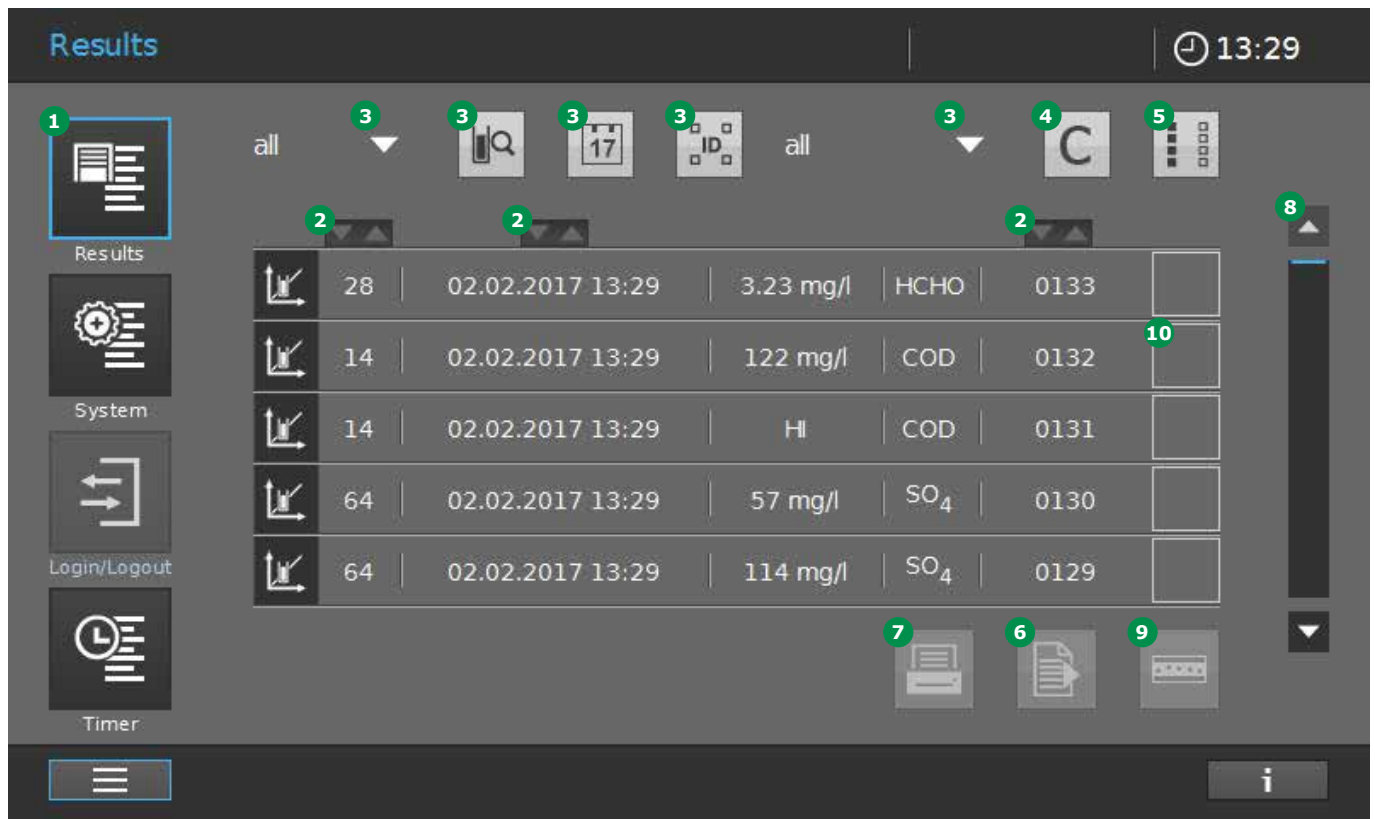 Results
13:29
1
3
3
3
3
3
4
5
all
17
ID
all
C
2
2
2
8
Results
28 02.02.2017 13:29 3.23 mg/l HCHO 0133
10
14 02.02.2017 13:29 122 mg/l COD 0132
System
14 02.02.2017 13:29 HI COD 0131
64 02.02.2017 13:29 57 mg/l SO₄ 0130
Login/Logout
64 02.02.2017 13:29 114 mg/l SO₄ 0129
7
6
9
Timer
i